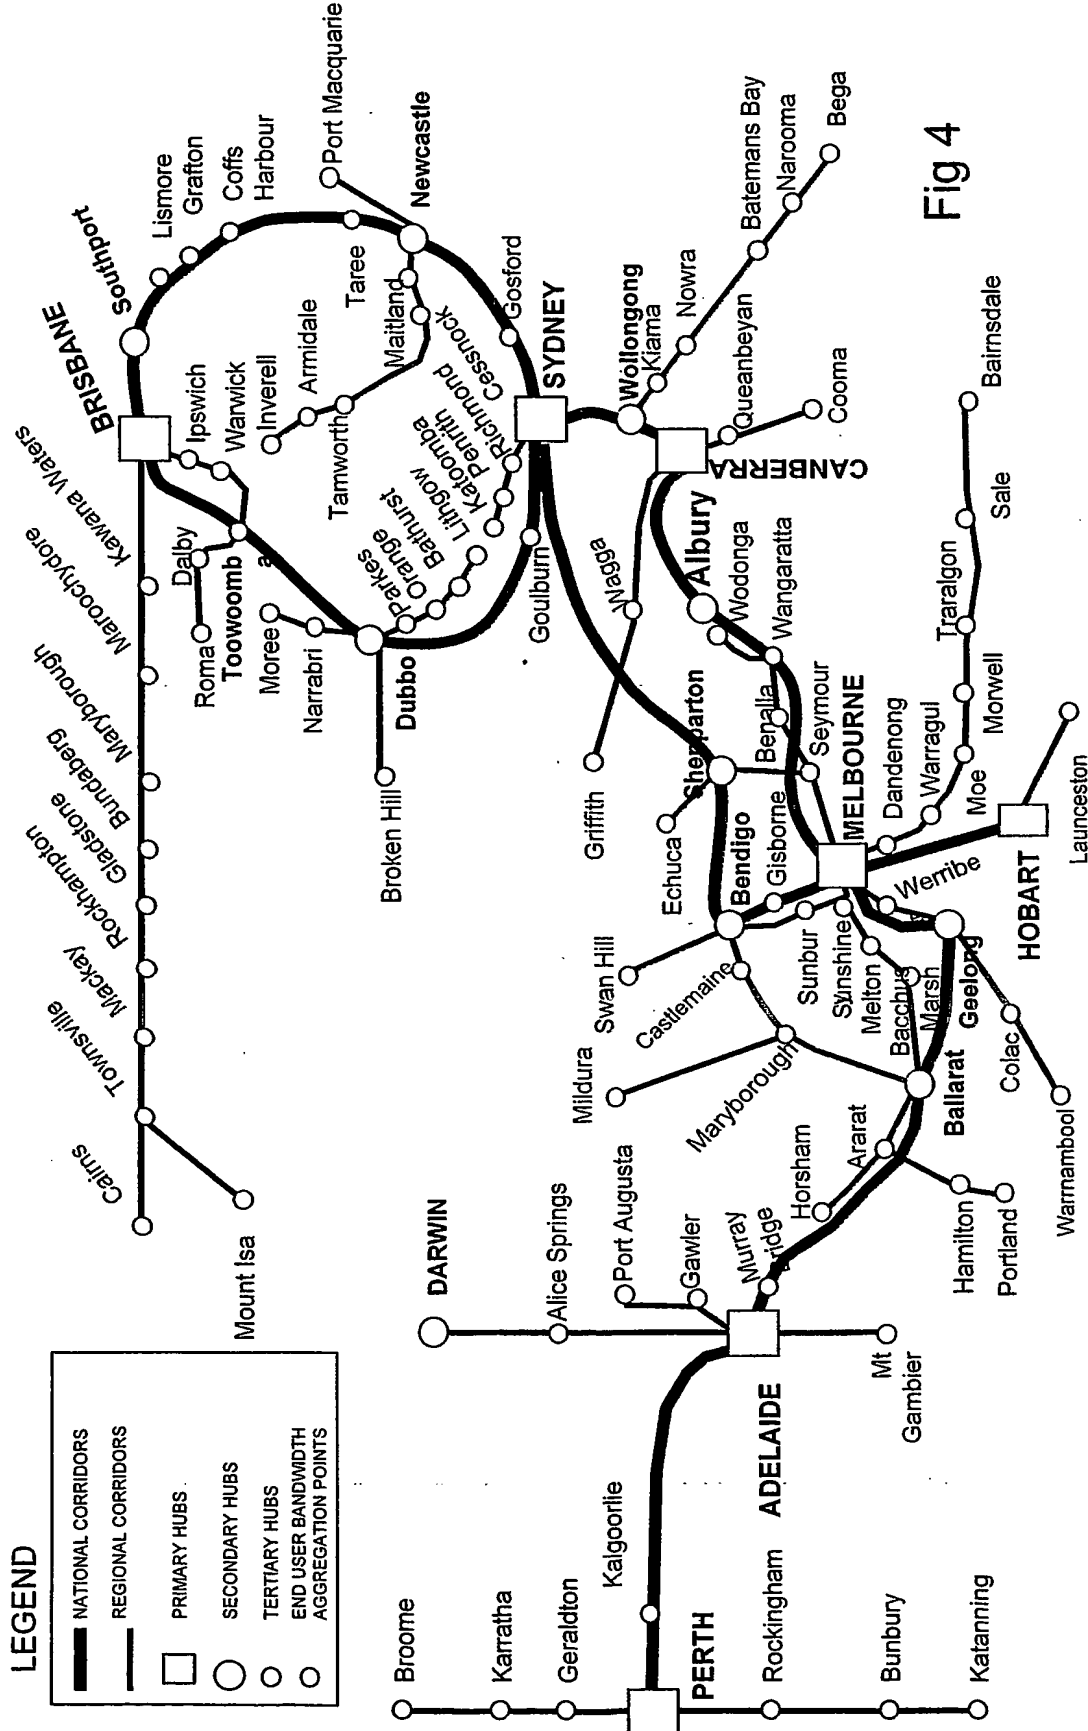 LEGEND
NATIONAL CORRIDORS
REGIONAL CORRIDORS
PRIMARY HUBS
SECONDARY HUBS
TERTIARY HUBS
END USER BANDWIDTH
AGGREGATION POINTS
Cairns
Townsville
Mackay
Rockhampton
Gladstone
Bundaberg
Maryborough
Maroochydore
Kawana Waters
BRISBANE
Southport
Lismore
Grafton
Coffs
Harbour
Port Macquarie
Newcastle
Taree
Maitland
Armidale
Inverell
Tamworth
Cessnock
Gosford
SYDNEY
Ipswich
Warwick
Dalby
Toowoomb
a
Roma
Moree
Narrabri
Dubbo
Broken Hill
Mount Isa
Parkes
Orange
Bathurst
Lithgow
Katoomba
Penrith
Richmond
Goulburn
Wollongong
Kiama
Nowra
Batemans Bay
Narooma
Bega
Queanbeyan
Cooma
CANBERRA
Wagga
Griffith
Albury
Wodonga
Wangaratta
Benalla
Seymour
Shepparton
Echuca
Bendigo
Gisborne
MELBOURNE
Dandenong
Warragul
Moe
Morwell
Traralgon
Sale
Bairnsdale
Launceston
HOBART
Werribe
Geelong
Swan Hill
Castlemaine
Sunbur
Sunshine
Melton
Bacchus
Marsh
Mildura
Maryborough
Ballarat
Colac
Warrnambool
Ararat
Horsham
Hamilton
Portland
Murray
ridge
DARWIN
Alice Springs
Port Augusta
Gawler
ADELAIDE
Mt
Gambier
Kalgoorlie
PERTH
Broome
Karratha
Geraldton
Rockingham
Bunbury
Katanning
Fig 4